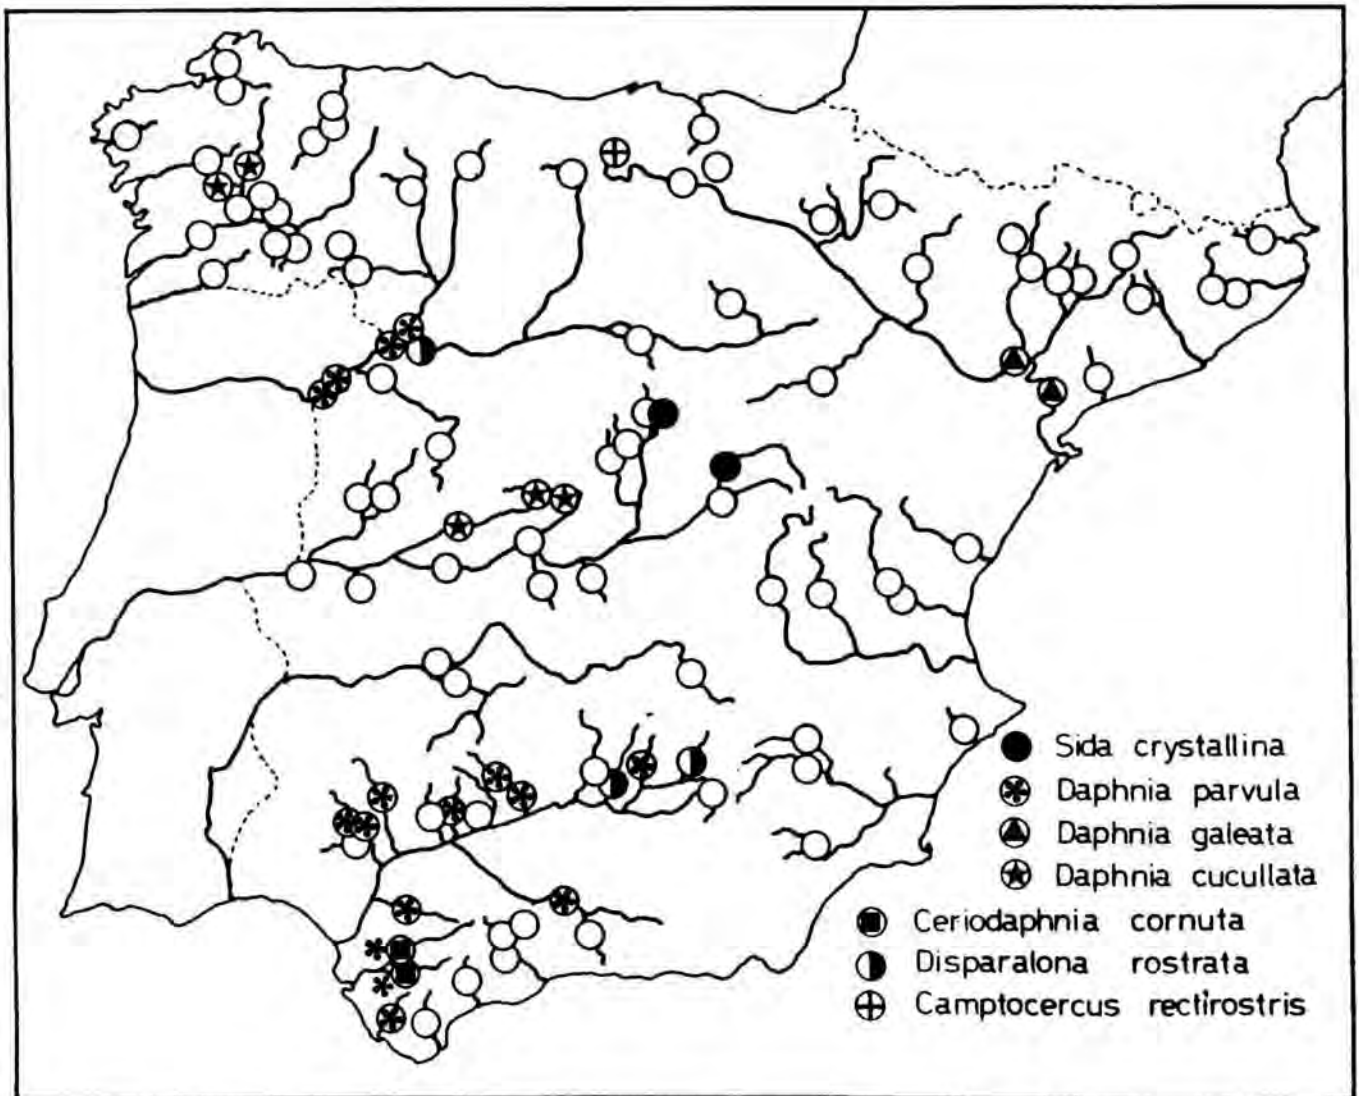 Sida crystallina
Daphnia parvula
Daphnia galeata
Daphnia cucullata
Ceriodaphnia cornuta
Disparalona rostrata
Camptocercus rectirostris